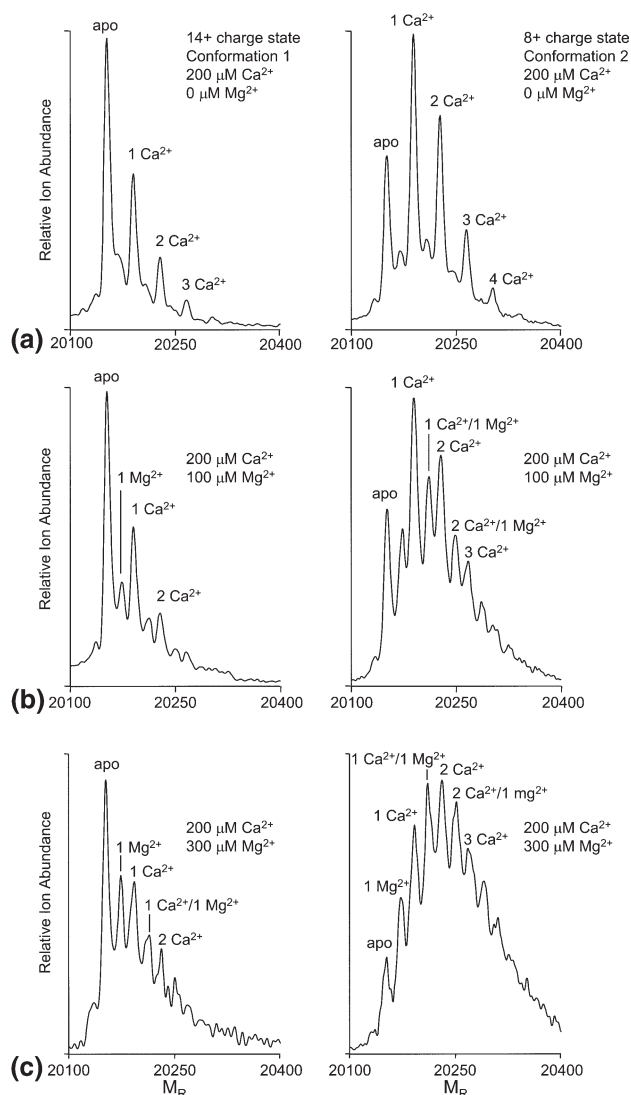 apo
14+ charge state
Conformation 1
200 μM Ca²⁺
0 μM Mg²⁺
1 Ca²⁺
2 Ca²⁺
3 Ca²⁺
Relative Ion Abundance
(a)
20100
20250
20400
1 Ca²⁺
8+ charge state
Conformation 2
200 μM Ca²⁺
0 μM Mg²⁺
2 Ca²⁺
apo
3 Ca²⁺
4 Ca²⁺
20100
20250
20400
apo
200 μM Ca²⁺
100 μM Mg²⁺
1 Mg²⁺
1 Ca²⁺
2 Ca²⁺
Relative Ion Abundance
(b)
20100
20250
20400
1 Ca²⁺
1 Ca²⁺/1 Mg²⁺
2 Ca²⁺
200 μM Ca²⁺
100 μM Mg²⁺
apo
2 Ca²⁺/1 Mg²⁺
3 Ca²⁺
20100
20250
20400
apo
200 μM Ca²⁺
300 μM Mg²⁺
1 Mg²⁺
1 Ca²⁺
1 Ca²⁺/1 Mg²⁺
2 Ca²⁺
Relative Ion Abundance
(c)
20100
20250
20400
M_R
1 Ca²⁺/1 Mg²⁺
2 Ca²⁺
2 Ca²⁺/1 mg²⁺
1 Ca²⁺
200 μM Ca²⁺
300 μM Mg²⁺
3 Ca²⁺
1 Mg²⁺
apo
20100
20250
20400
M_R